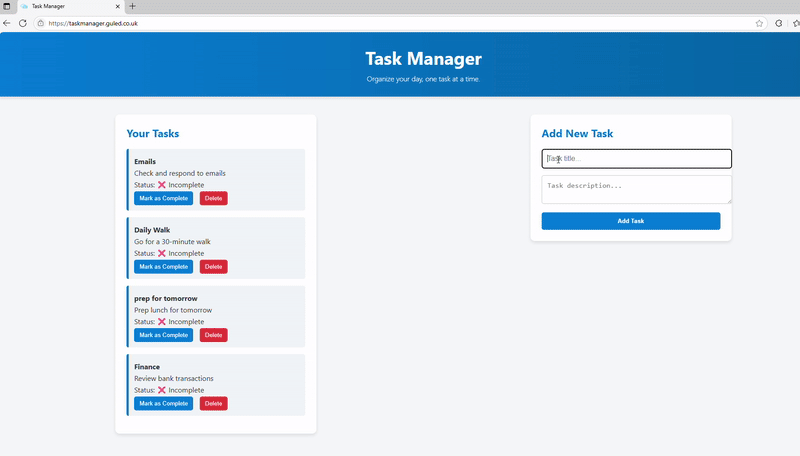 Task Manager
https://taskmanager.guled.co.uk
Task Manager
Organize your day, one task at a time.
Your Tasks
Emails
Check and respond to emails
Status: ❌ Incomplete
Mark as Complete Delete
Daily Walk
Go for a 30-minute walk
Status: ❌ Incomplete
Mark as Complete Delete
prep for tomorrow
Prep lunch for tomorrow
Status: ❌ Incomplete
Mark as Complete Delete
Finance
Review bank transactions
Status: ❌ Incomplete
Mark as Complete Delete
Add New Task
Task title...
Task description...
Add Task